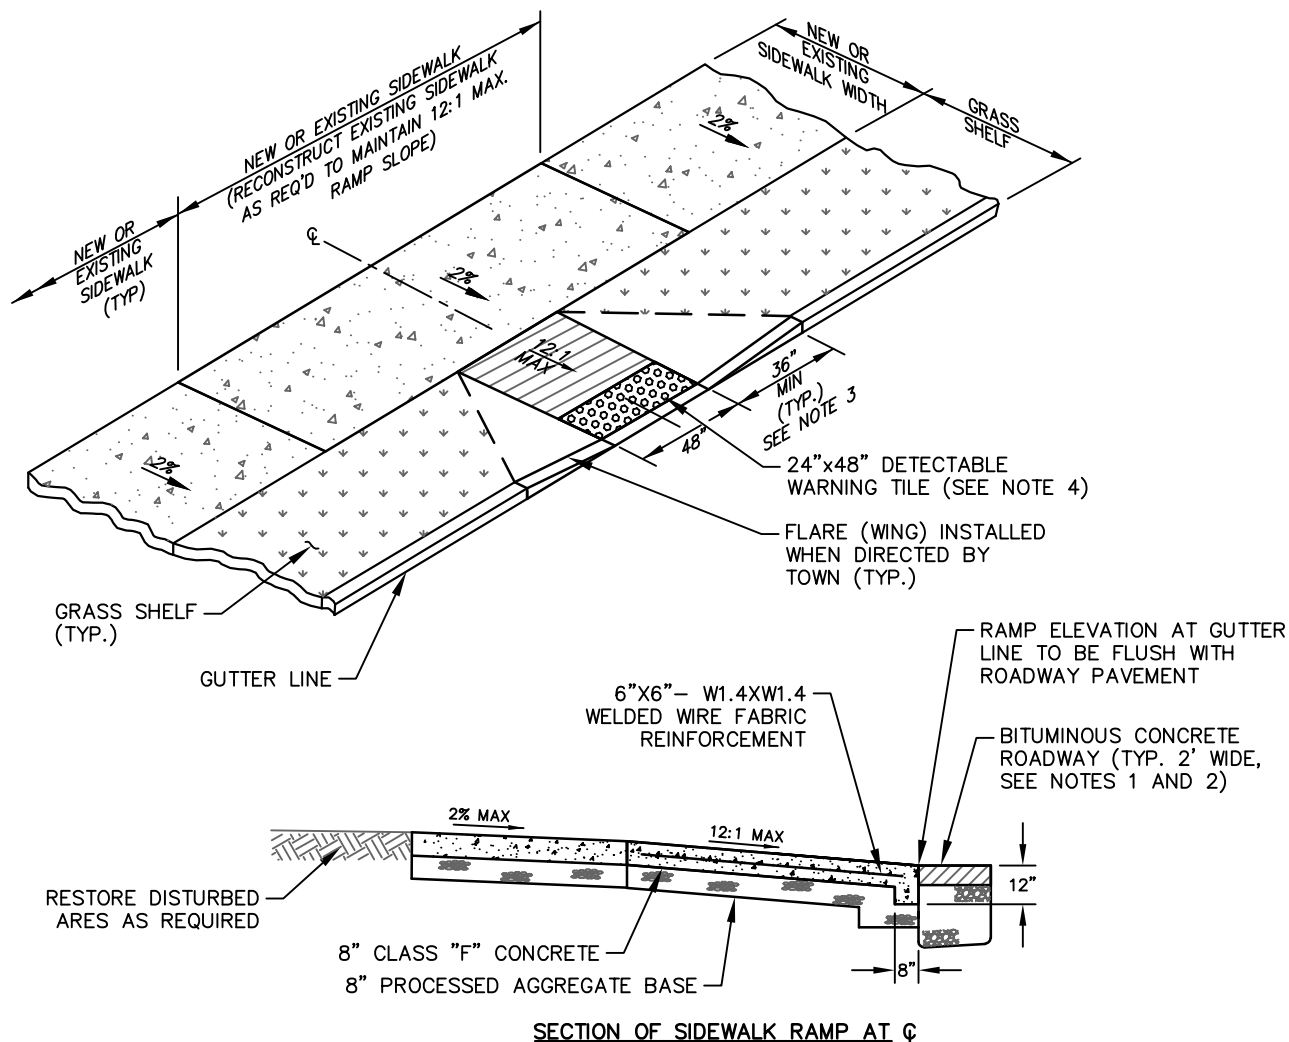 NEW OR EXISTING SIDEWALK
(RECONSTRUCT EXISTING SIDEWALK
AS REQ'D TO MAINTAIN 12:1 MAX.
RAMP SLOPE)
NEW OR
EXISTING
SIDEWALK WIDTH
GRASS
SHELF
NEW OR
EXISTING
SIDEWALK
(TYP)
℄
2%
2%
2%
12:1
MAX
36"
MIN
(TYP.)
SEE NOTE 3
48"
24"x48" DETECTABLE
WARNING TILE (SEE NOTE 4)
FLARE (WING) INSTALLED
WHEN DIRECTED BY
TOWN (TYP.)
GRASS SHELF
(TYP.)
GUTTER LINE
RAMP ELEVATION AT GUTTER
LINE TO BE FLUSH WITH
ROADWAY PAVEMENT
6"X6"- W1.4XW1.4
WELDED WIRE FABRIC
REINFORCEMENT
BITUMINOUS CONCRETE
ROADWAY (TYP. 2' WIDE,
SEE NOTES 1 AND 2)
2% MAX
12:1 MAX
12"
8"
RESTORE DISTURBED
ARES AS REQUIRED
8" CLASS "F" CONCRETE
8" PROCESSED AGGREGATE BASE
SECTION OF SIDEWALK RAMP AT ℄